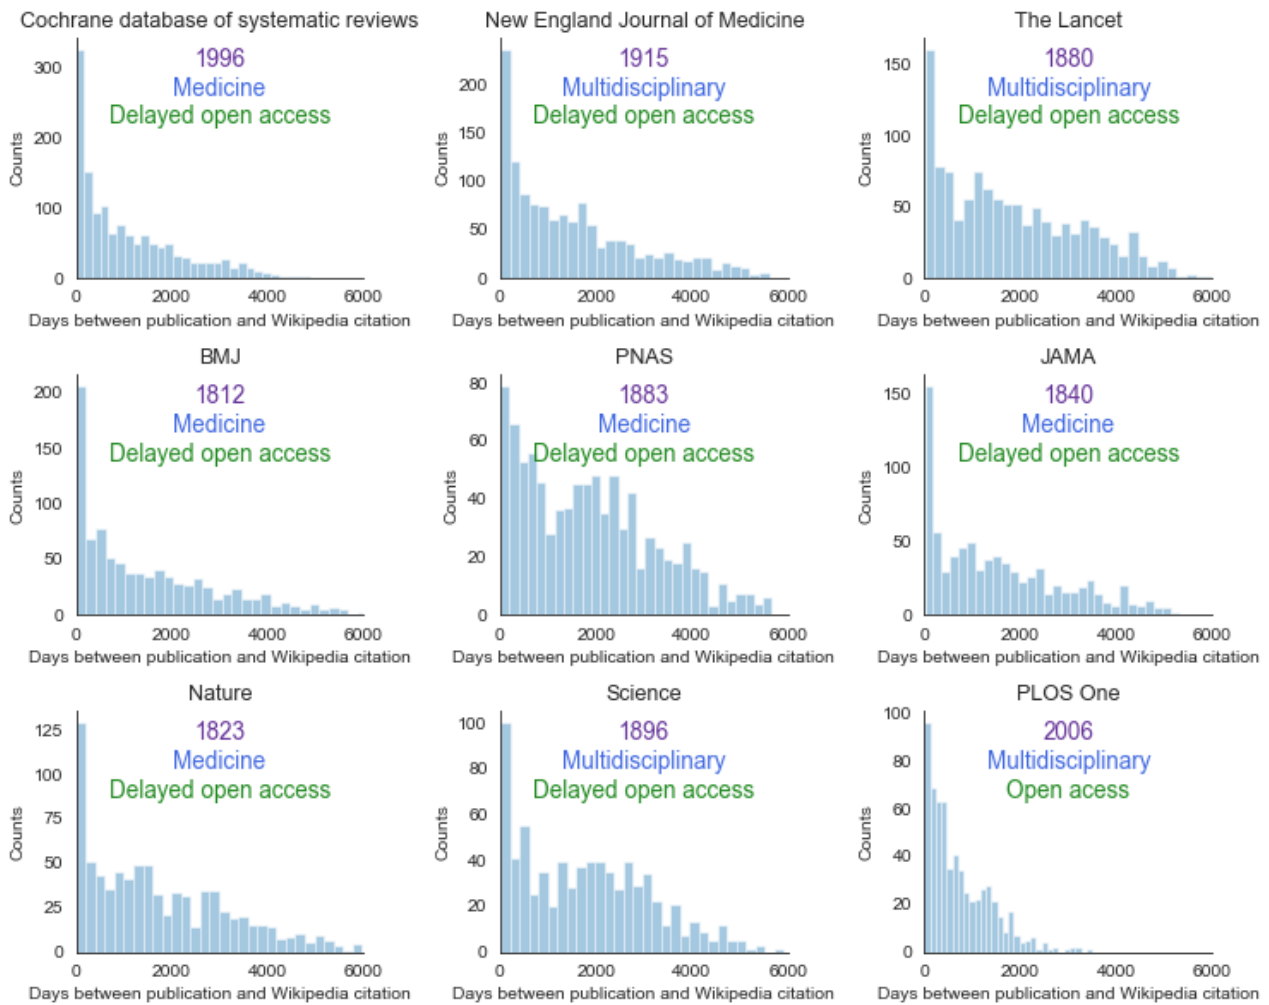 Cochrane database of systematic reviews
1996
Medicine
Delayed open access
Counts
300
200
100
0
0 2000 4000 6000
Days between publication and Wikipedia citation
New England Journal of Medicine
1915
Multidisciplinary
Delayed open access
Counts
200
150
100
50
0
0 2000 4000 6000
Days between publication and Wikipedia citation
The Lancet
1880
Multidisciplinary
Delayed open access
Counts
150
100
50
0
0 2000 4000 6000
Days between publication and Wikipedia citation
BMJ
1812
Medicine
Delayed open access
Counts
200
150
100
50
0
0 2000 4000 6000
Days between publication and Wikipedia citation
PNAS
1883
Medicine
Delayed open access
Counts
80
60
40
20
0
0 2000 4000 6000
Days between publication and Wikipedia citation
JAMA
1840
Medicine
Delayed open access
Counts
150
100
50
0
0 2000 4000 6000
Days between publication and Wikipedia citation
Nature
1823
Medicine
Delayed open access
Counts
125
100
75
50
25
0
0 2000 4000 6000
Days between publication and Wikipedia citation
Science
1896
Multidisciplinary
Delayed open access
Counts
100
80
60
40
20
0
0 2000 4000 6000
Days between publication and Wikipedia citation
PLOS One
2006
Multidisciplinary
Open acess
Counts
100
80
60
40
20
0
0 2000 4000 6000
Days between publication and Wikipedia citation